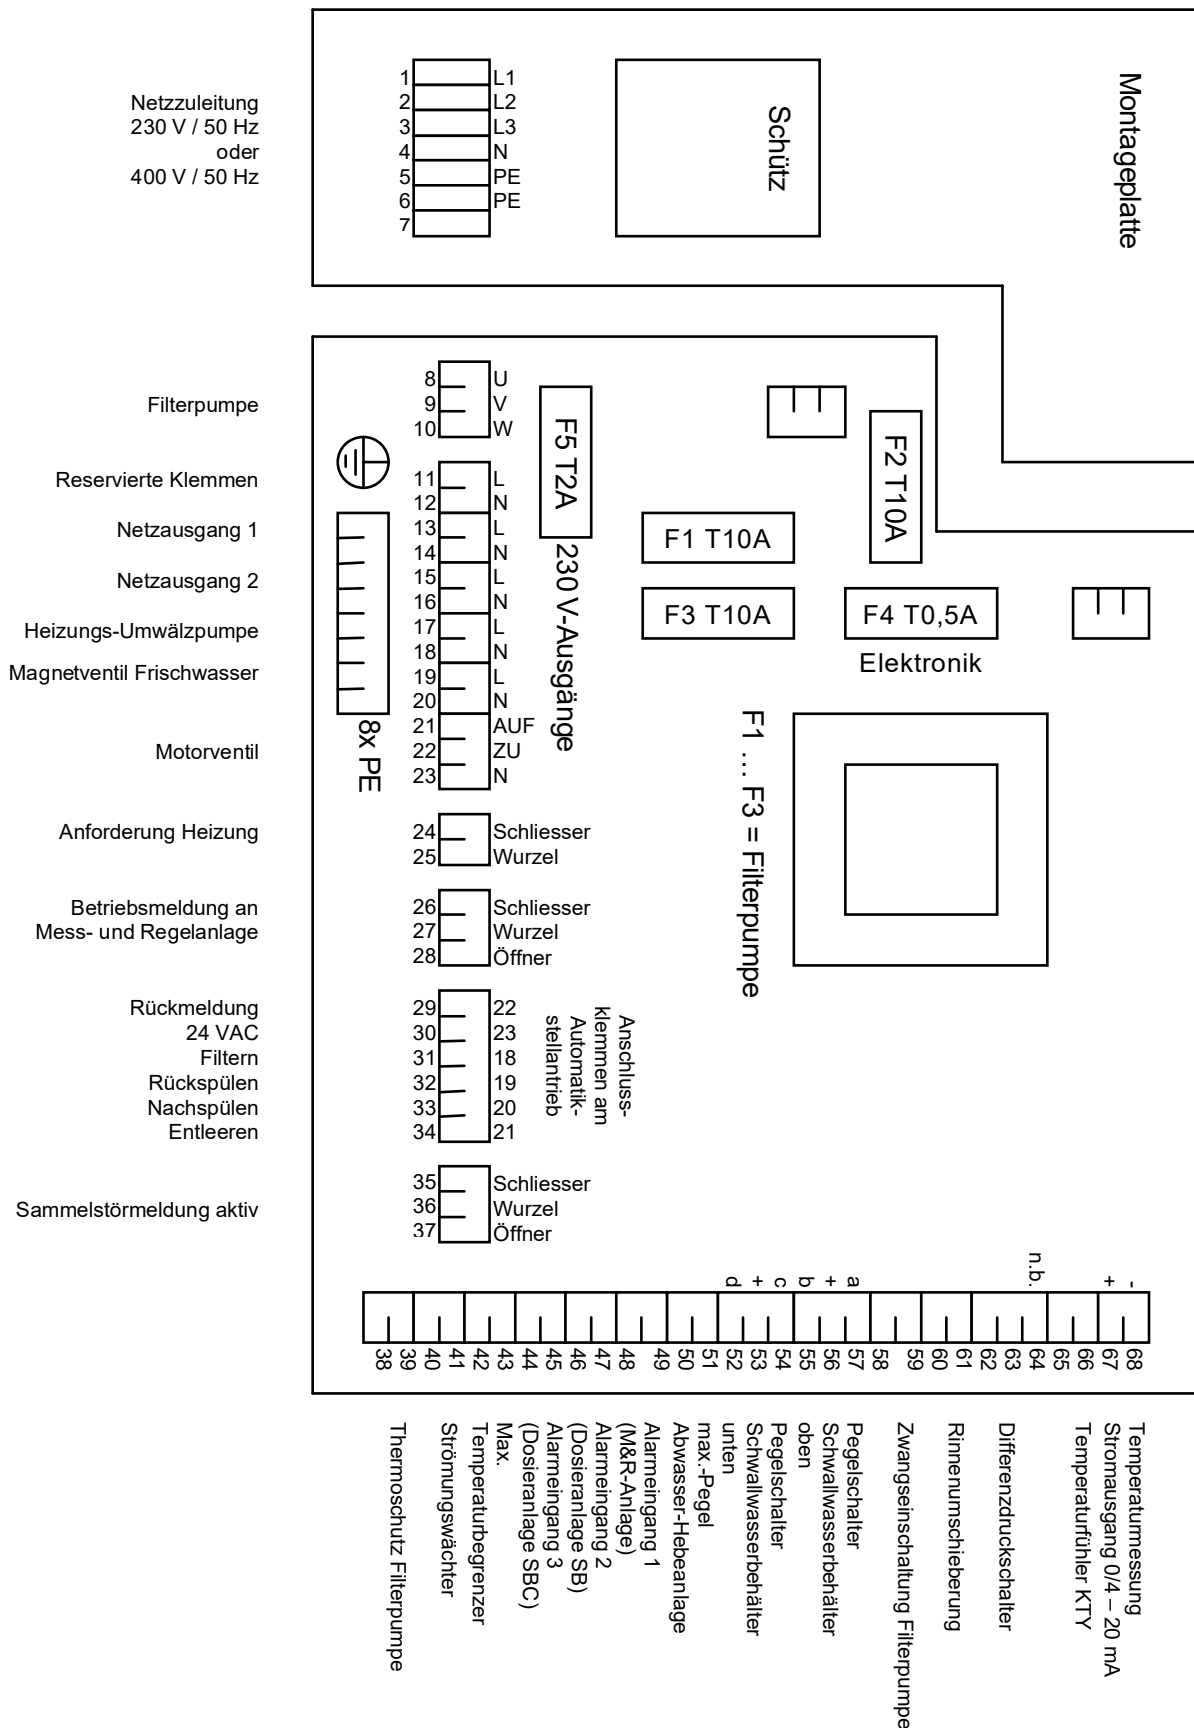 Netzzuleitung
230 V / 50 Hz
oder
400 V / 50 Hz
1 L1
2 L2
3 L3
4 N
5 PE
6 PE
7
Schütz
Montageplatte
Filterpumpe
8 U
9 V
10 W
Reservierte Klemmen
11 L
12 N
Netzausgang 1
13 L
14 N
Netzausgang 2
15 L
16 N
Heizungs-Umwälzpumpe
17 L
18 N
Magnetventil Frischwasser
19 L
20 N
Motorventil
21 AUF
22 ZU
23 N
8x PE
F5 T2A
230 V-Ausgänge
F1 T10A
F2 T10A
F3 T10A
F4 T0,5A
Elektronik
F1 ... F3 = Filterpumpe
Anforderung Heizung
24 Schliesser
25 Wurzel
Betriebsmeldung an
Mess- und Regelanlage
26 Schliesser
27 Wurzel
28 Öffner
Rückmeldung 29 22
24 VAC 30 23
Filtern 31 18
Rückspülen 32 19
Nachspülen 33 20
Entleeren 34 21
Anschluss-
klemmen am
Automatik-
stellantrieb
Sammelstörmeldung aktiv
35 Schliesser
36 Wurzel
37 Öffner
d + c b + a n.b. + -
38 39 40 41 42 43 44 45 46 47 48 49 50 51 52 53 54 55 56 57 58 59 60 61 62 63 64 65 66 67 68
Thermoschutz Filterpumpe
Strömungswächter
Temperaturbegrenzer
Max.
Alarmeingang 3
(Dosieranlage SBC)
Alarmeingang 2
(Dosieranlage SB)
Alarmeingang 1
(M&R-Anlage)
Abwasser-Hebeanlage
max.-Pegel
Pegelschalter
Schwallwasserbehälter
unten
Pegelschalter
Schwallwasserbehälter
oben
Zwangseinschaltung Filterpumpe
Rinnenumschieberung
Differenzdruckschalter
Temperaturfühler KTY
Temperaturmessung
Stromausgang 0/4 – 20 mA